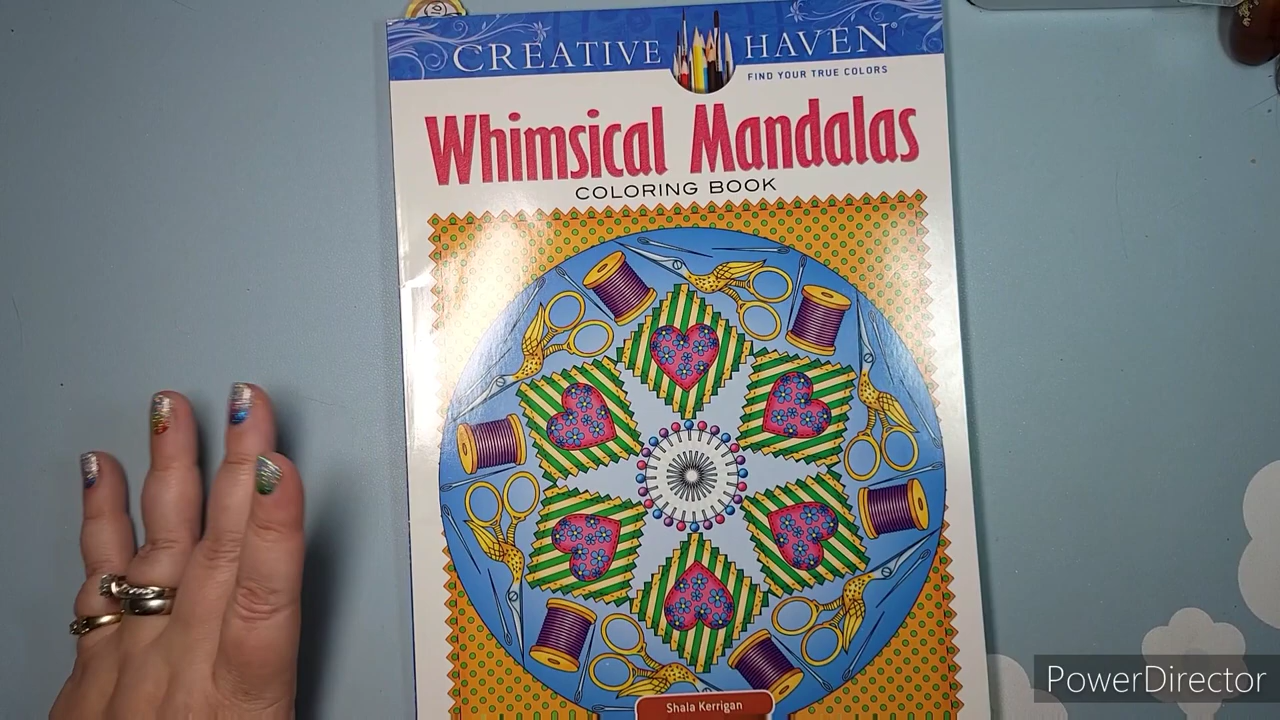 CREATIVE HAVEN®
FIND YOUR TRUE COLORS
Whimsical Mandalas
COLORING BOOK
Shala Kerrigan
PowerDirector